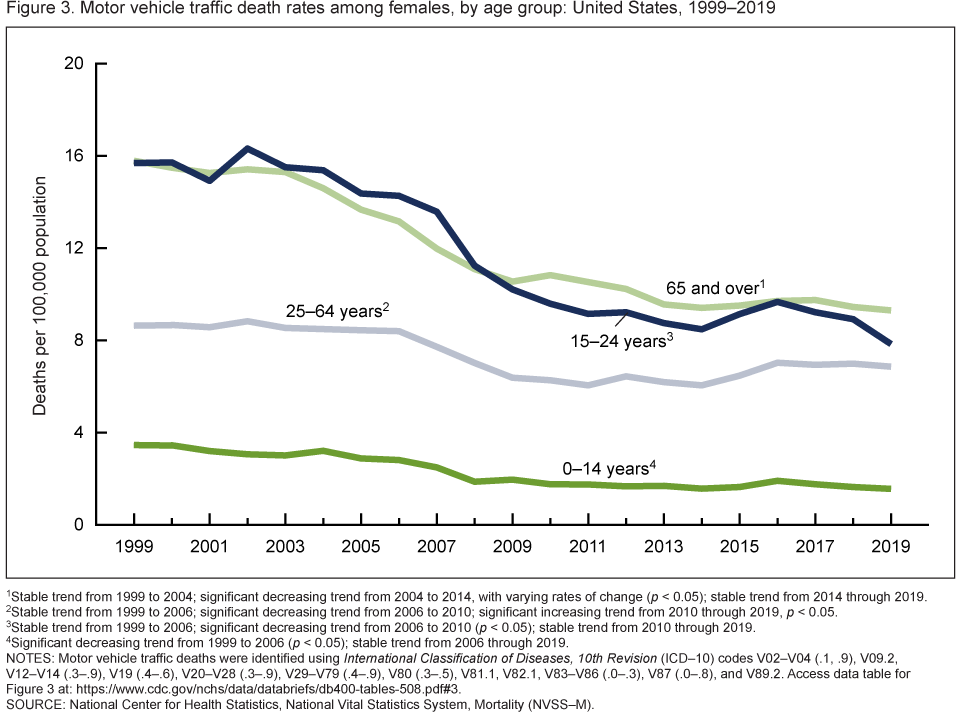 Figure 3. Motor vehicle traffic death rates among females, by age group: United States, 1999–2019
20
16
12
8
4
0
Deaths per 100,000 population
65 and over¹
25–64 years²
15–24 years³
0–14 years⁴
1999 2001 2003 2005 2007 2009 2011 2013 2015 2017 2019
¹Stable trend from 1999 to 2004; significant decreasing trend from 2004 to 2014, with varying rates of change (p < 0.05); stable trend from 2014 through 2019.
²Stable trend from 1999 to 2006; significant decreasing trend from 2006 to 2010; significant increasing trend from 2010 through 2019, p < 0.05.
³Stable trend from 1999 to 2006; significant decreasing trend from 2006 to 2010 (p < 0.05); stable trend from 2010 through 2019.
⁴Significant decreasing trend from 1999 to 2006 (p < 0.05); stable trend from 2006 through 2019.
NOTES: Motor vehicle traffic deaths were identified using International Classification of Diseases, 10th Revision (ICD–10) codes V02–V04 (.1, .9), V09.2,
V12–V14 (.3–.9), V19 (.4–.6), V20–V28 (.3–.9), V29–V79 (.4–.9), V80 (.3–.5), V81.1, V82.1, V83–V86 (.0–.3), V87 (.0–.8), and V89.2. Access data table for
Figure 3 at: https://www.cdc.gov/nchs/data/databriefs/db400-tables-508.pdf#3.
SOURCE: National Center for Health Statistics, National Vital Statistics System, Mortality (NVSS–M).